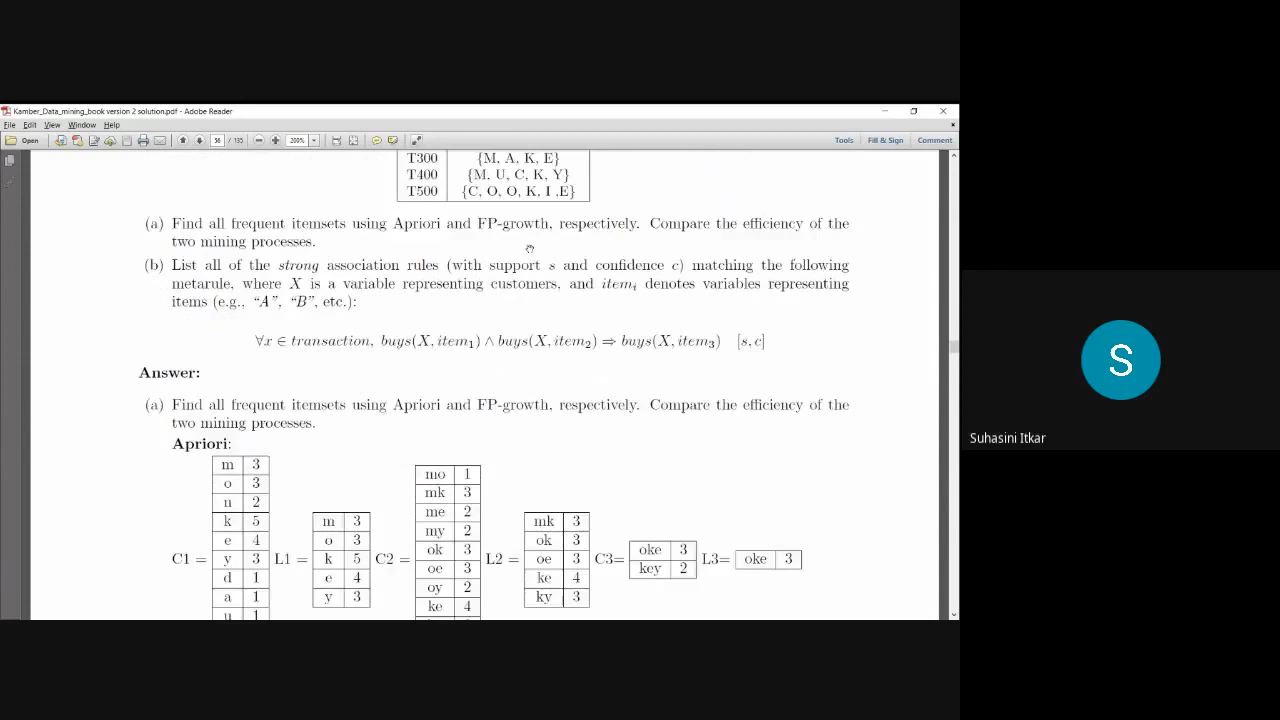 Kamber_Data_mining_book version 2 solution.pdf - Adobe Reader
File Edit View Window Help
Open 56 / 135 200% Tools Fill & Sign Comment
T300 {M, A, K, E}
T400 {M, U, C, K, Y}
T500 {C, O, O, K, I ,E}
(a) Find all frequent itemsets using Apriori and FP-growth, respectively. Compare the efficiency of the
two mining processes.
(b) List all of the strong association rules (with support s and confidence c) matching the following
metarule, where X is a variable representing customers, and itemᵢ denotes variables representing
items (e.g., “A”, “B”, etc.):
∀x ∈ transaction, buys(X, item₁) ∧ buys(X, item₂) ⇒ buys(X, item₃) [s, c]
Answer:
(a) Find all frequent itemsets using Apriori and FP-growth, respectively. Compare the efficiency of the
two mining processes.
Apriori:
C1 =
m 3
o 3
n 2
k 5
e 4
y 3
d 1
a 1
u 1
L1 =
m 3
o 3
k 5
e 4
y 3
C2 =
mo 1
mk 3
me 2
my 2
ok 3
oe 3
oy 2
ke 4
L2 =
mk 3
ok 3
oe 3
ke 4
ky 3
C3=
oke 3
key 2
L3=
oke 3
S
Suhasini Itkar